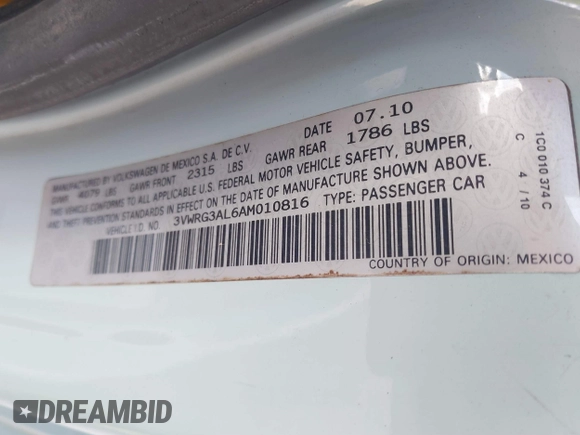 MANUFACTURED BY VOLKSWAGEN DE MEXICO S.A. DE C.V. DATE 07.10
GVWR 4079 LBS GAWR FRONT 2315 LBS GAWR REAR 1786 LBS
THIS VEHICLE CONFORMS TO ALL APPLICABLE U.S. FEDERAL MOTOR VEHICLE SAFETY, BUMPER,
AND THEFT PREVENTION STANDARDS IN EFFECT ON THE DATE OF MANUFACTURE SHOWN ABOVE.
VEHICLE I.D. NO. 3VWRG3AL6AM010816 TYPE: PASSENGER CAR
COUNTRY OF ORIGIN: MEXICO
1C0 010 374 C
C 4/10
DREAMBID